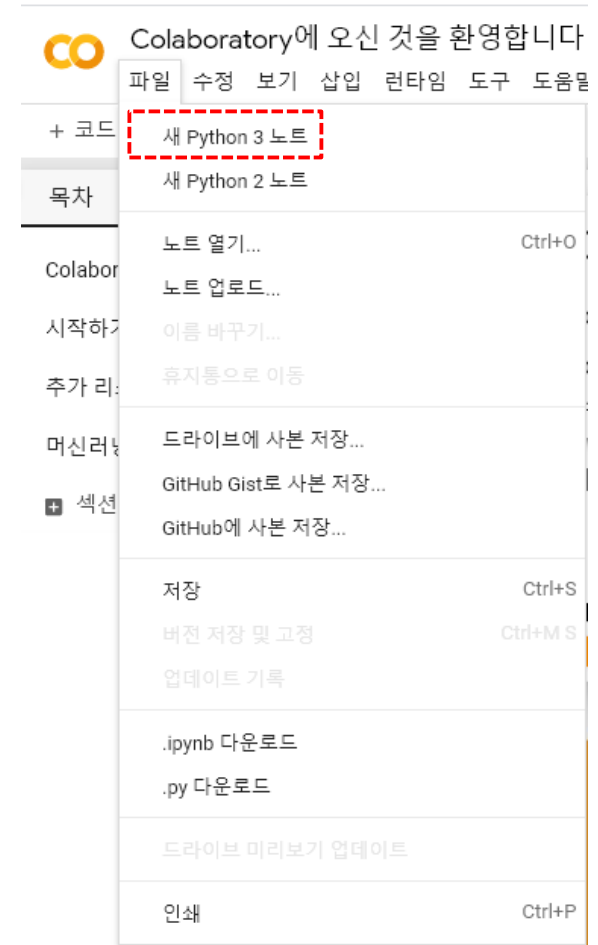 Colaboratory에 오신 것을 환영합니다
파일 수정 보기 삽입 런타임 도구
+ 코드
목차
Colabor
시작하기
추가 리
머신러닝
섹션
새 Python 3 노트
새 Python 2 노트
노트 열기... Ctrl+O
노트 업로드...
이름 바꾸기...
휴지통으로 이동
드라이브에 사본 저장...
GitHub Gist로 사본 저장...
GitHub에 사본 저장...
저장 Ctrl+S
버전 저장 및 고정 Ctrl+M S
업데이트 기록
.ipynb 다운로드
.py 다운로드
드라이브 미리보기 업데이트
인쇄 Ctrl+P